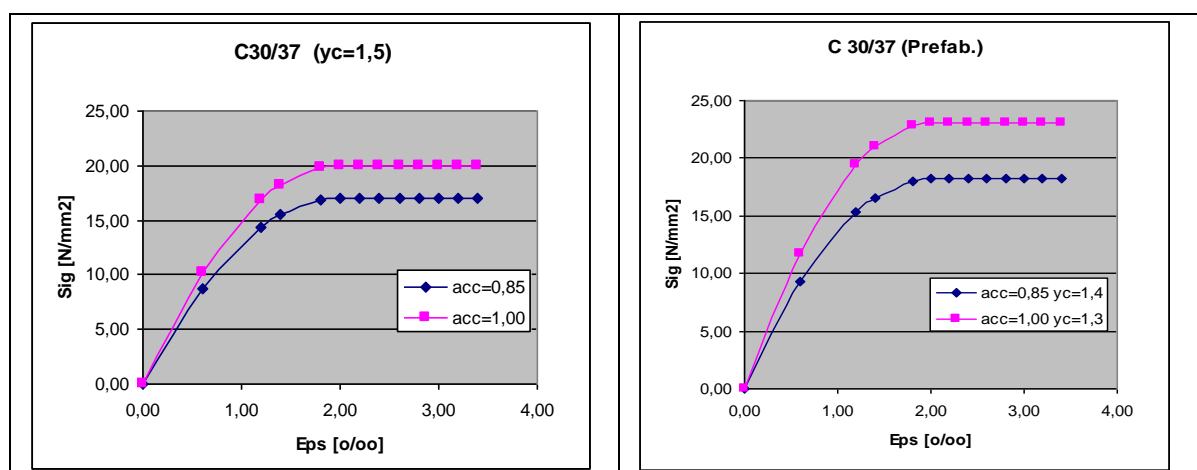 C30/37 (yc=1,5)
25,00
20,00
15,00
10,00
5,00
0,00
0,00 1,00 2,00 3,00 4,00
Eps [o/oo]
Sig [N/mm2]
acc=0,85
acc=1,00
C 30/37 (Prefab.)
25,00
20,00
15,00
10,00
5,00
0,00
0,00 1,00 2,00 3,00 4,00
Eps [o/oo]
Sig [N/mm2]
acc=0,85 yc=1,4
acc=1,00 yc=1,3